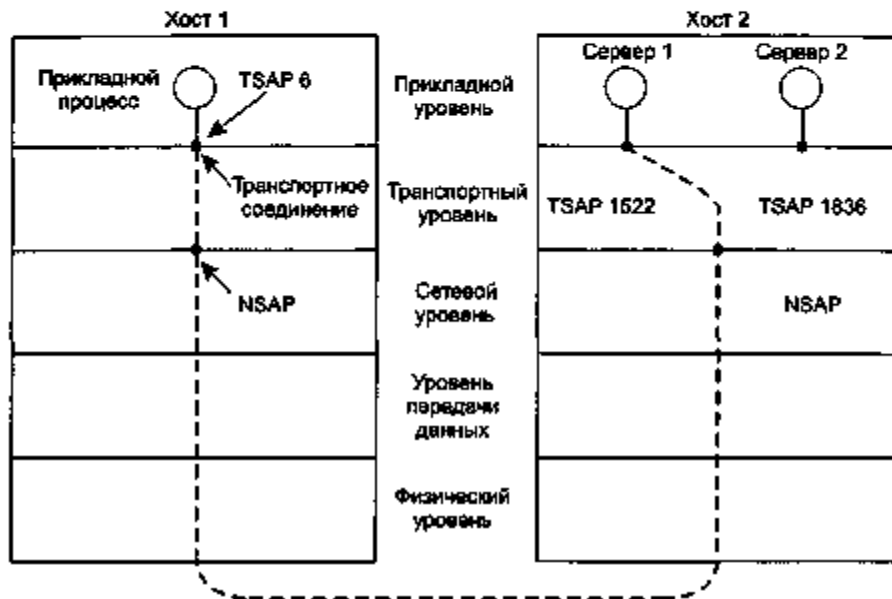 Хост 1
Хост 2
Прикладной
процесс
TSAP 6
Прикладной
уровень
Сервер 1
Сервер 2
Транспортное
соединение
Транспортный
уровень
TSAP 1522
TSAP 1836
NSAP
Сетевой
уровень
NSAP
Уровень
передачи
данных
Физический
уровень